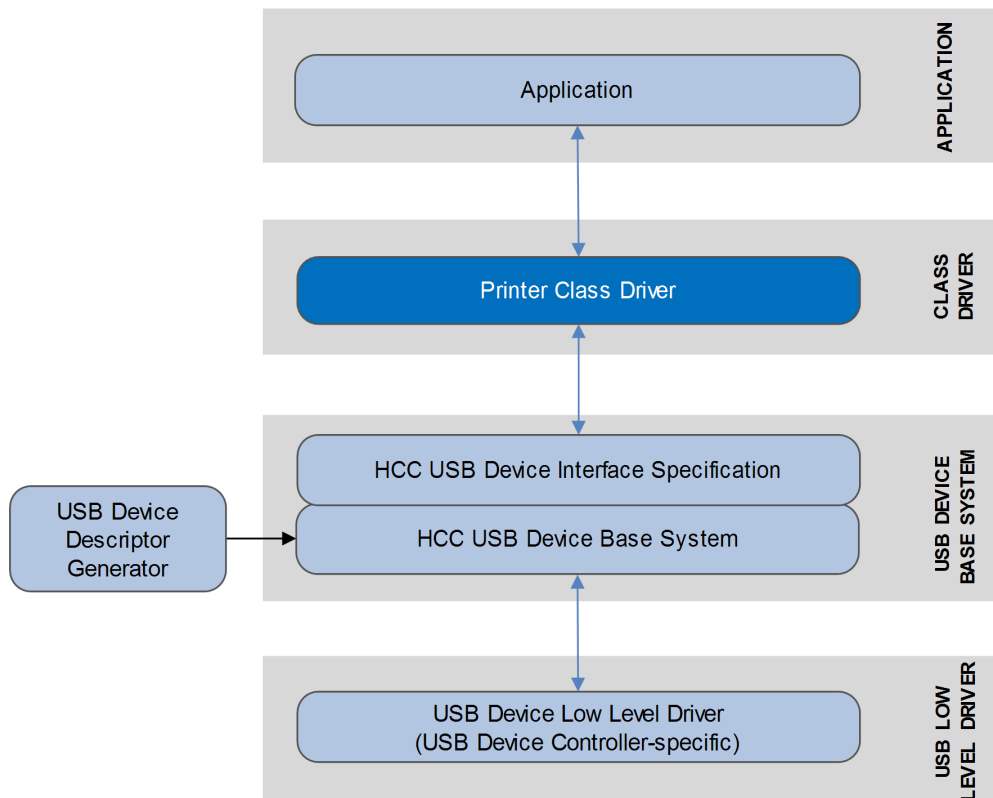 Application
APPLICATION
Printer Class Driver
CLASS
DRIVER
HCC USB Device Interface Specification
HCC USB Device Base System
USB DEVICE
BASE SYSTEM
USB Device
Descriptor
Generator
USB Device Low Level Driver
(USB Device Controller-specific)
USB LOW
LEVEL DRIVER